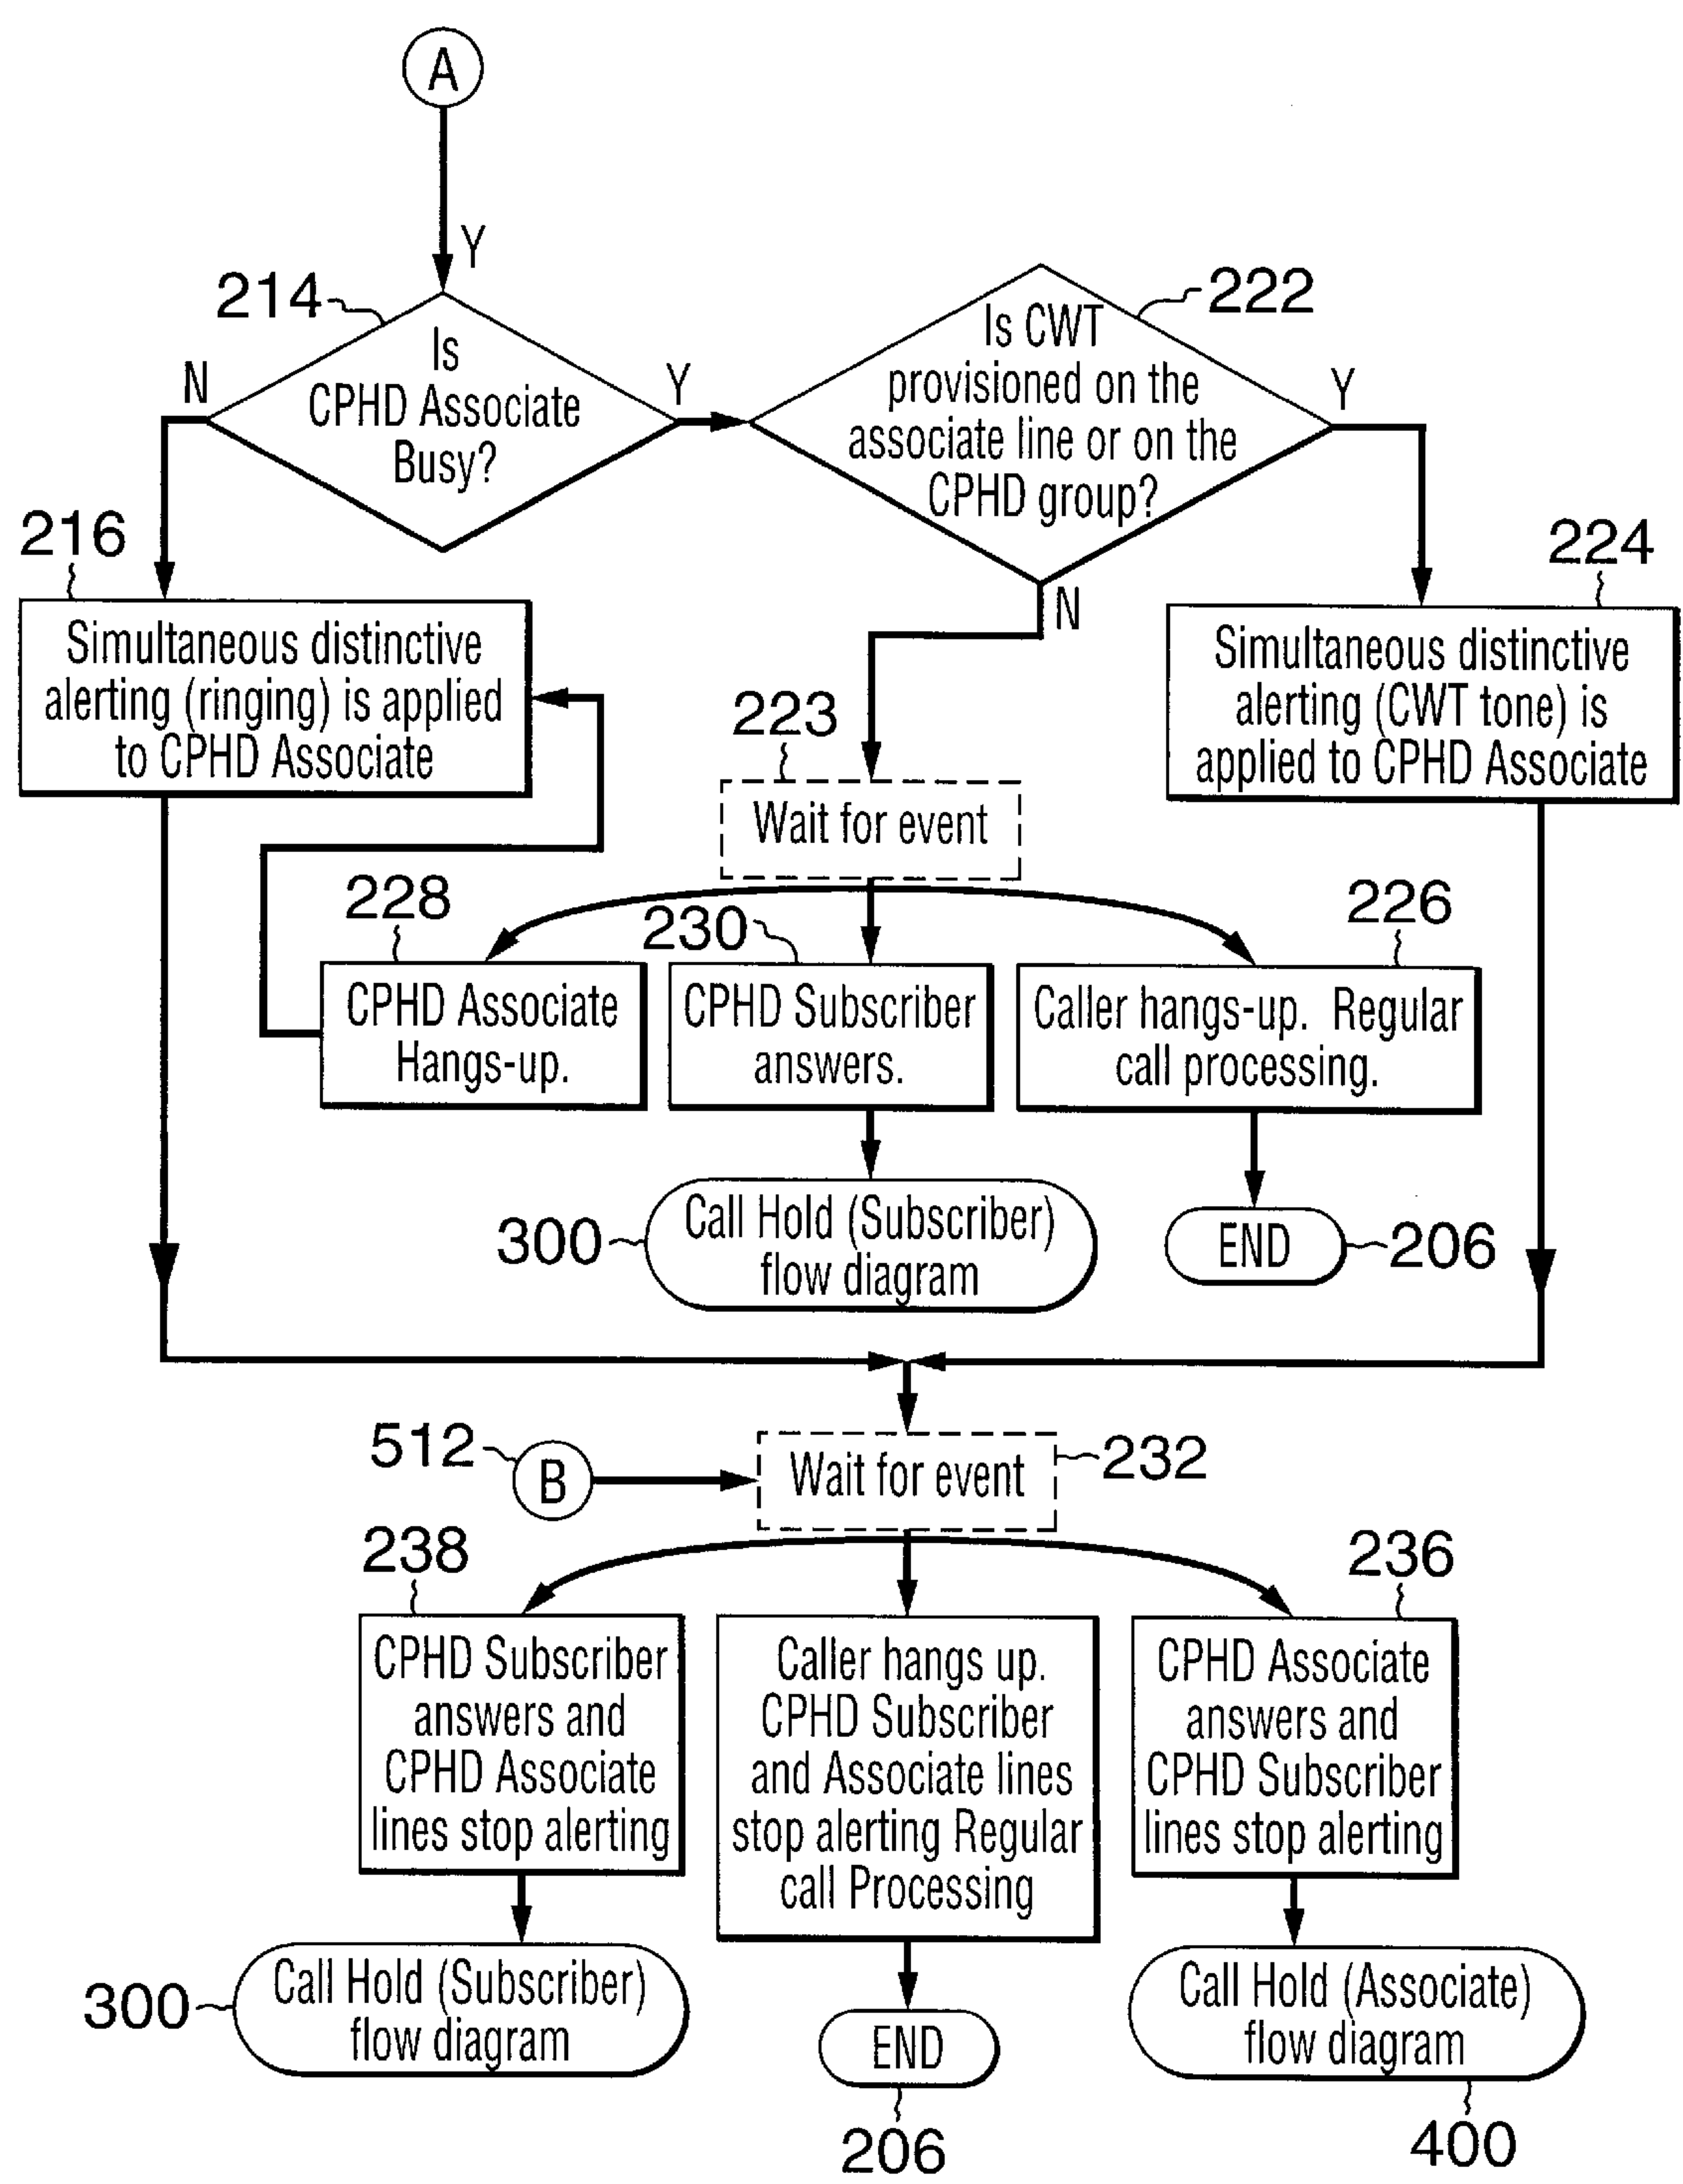 A
Y
214
Is
CPHD Associate
Busy?
N
Y
222
Is CWT
provisioned on the
associate line or on the
CPHD group?
Y
N
216
Simultaneous distinctive
alerting (ringing) is applied
to CPHD Associate
224
Simultaneous distinctive
alerting (CWT tone) is
applied to CPHD Associate
223
Wait for event
228
CPHD Associate
Hangs-up.
230
CPHD Subscriber
answers.
226
Caller hangs-up. Regular
call processing.
300
Call Hold (Subscriber)
flow diagram
END
206
512
B
Wait for event
232
238
CPHD Subscriber
answers and
CPHD Associate
lines stop alerting
Caller hangs up.
CPHD Subscriber
and Associate lines
stop alerting Regular
call Processing
236
CPHD Associate
answers and
CPHD Subscriber
lines stop alerting
300
Call Hold (Subscriber)
flow diagram
END
206
Call Hold (Associate)
flow diagram
400